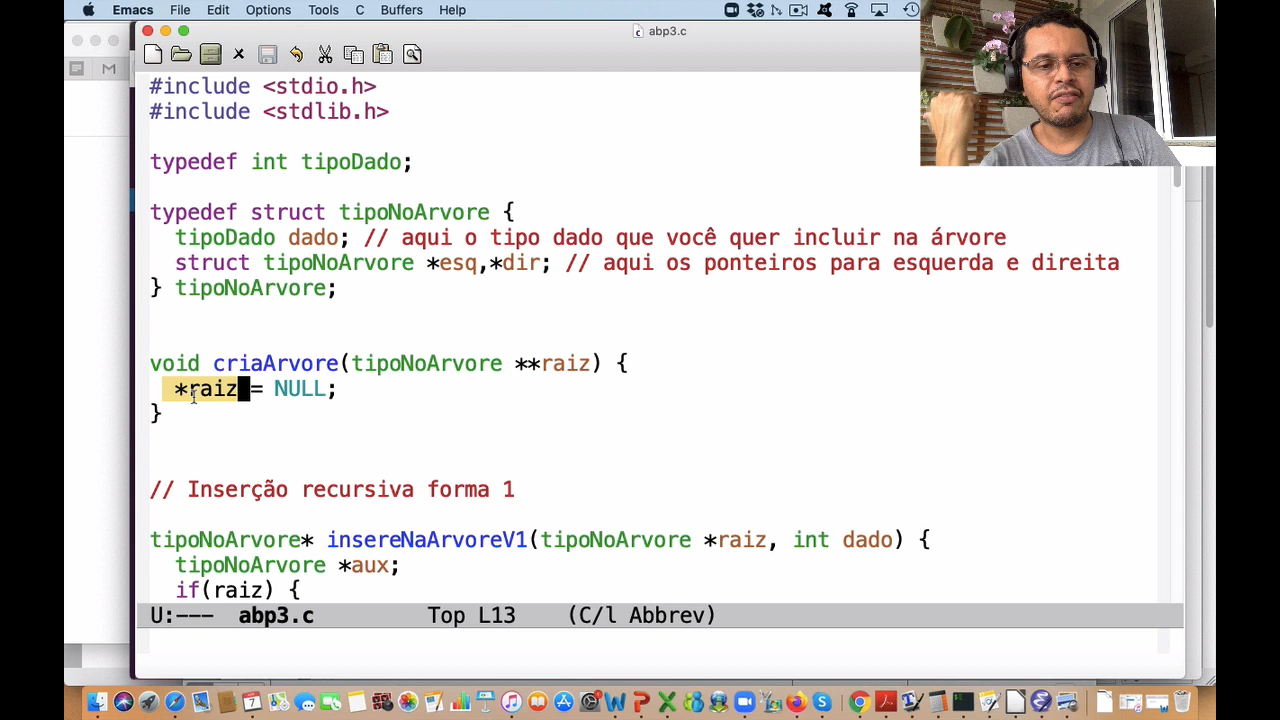 Emacs File Edit Options Tools C Buffers Help
abp3.c
M
#include <stdio.h>
#include <stdlib.h>
typedef int tipoDado;
typedef struct tipoNoArvore {
tipoDado dado; // aqui o tipo dado que você quer incluir na árvore
struct tipoNoArvore *esq,*dir; // aqui os ponteiros para esquerda e direita
} tipoNoArvore;
void criaArvore(tipoNoArvore **raiz) {
*raiz = NULL;
}
// Inserção recursiva forma 1
tipoNoArvore* insereNaArvoreV1(tipoNoArvore *raiz, int dado) {
tipoNoArvore *aux;
if(raiz) {
U:--- abp3.c Top L13 (C/l Abbrev)